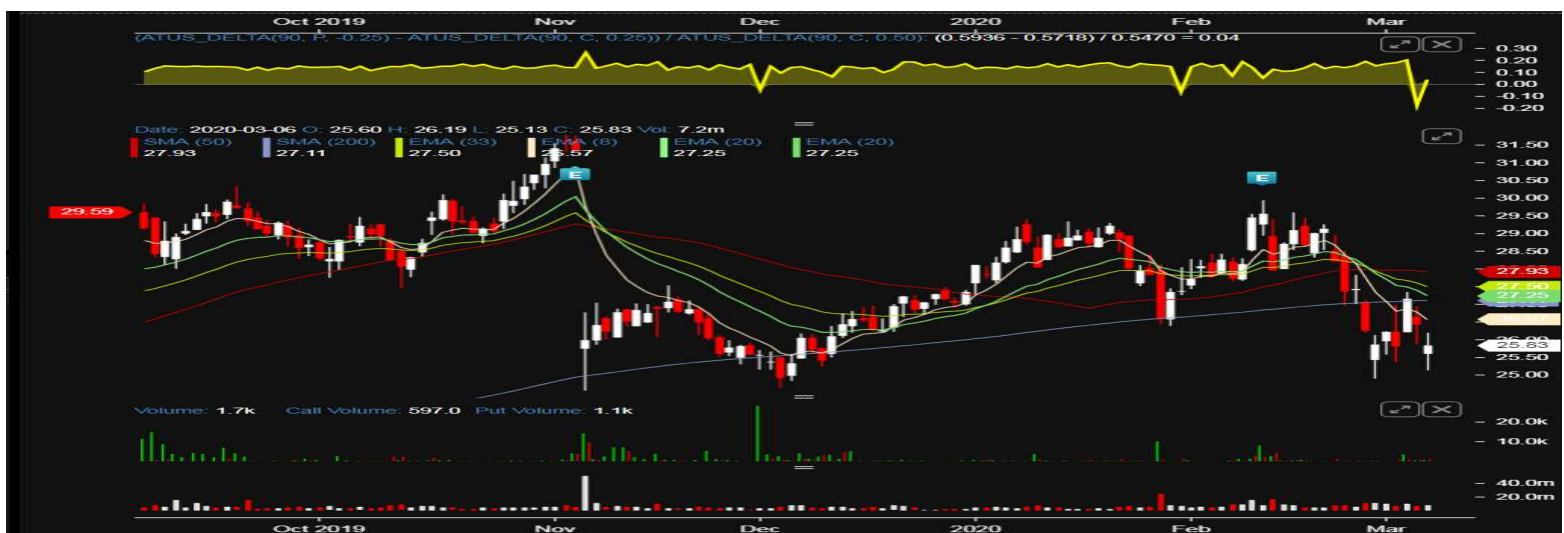 Oct 2019 Nov Dec 2020 Feb Mar
(ATUS_DELTA(90, P, -0.25) - ATUS_DELTA(90, C, 0.25)) / ATUS_DELTA(90, C, 0.50): (0.5936 - 0.5718) / 0.5470 = 0.04
0.30
0.20
0.10
0.00
-0.10
-0.20
Date: 2020-03-06 O: 25.60 H: 26.19 L: 25.13 C: 25.83 Vol: 7.2m
SMA (50) SMA (200) EMA (33) EMA (8) EMA (20) EMA (20)
27.93 27.11 27.50 27.25 27.25
E
E
31.50
31.00
30.50
30.00
29.50
29.00
28.50
29.59
27.93
27.50
27.25
25.83
25.50
25.00
Volume: 1.7k Call Volume: 597.0 Put Volume: 1.1k
20.0k
10.0k
40.0m
20.0m
Oct 2019 Nov Dec 2020 Feb Mar